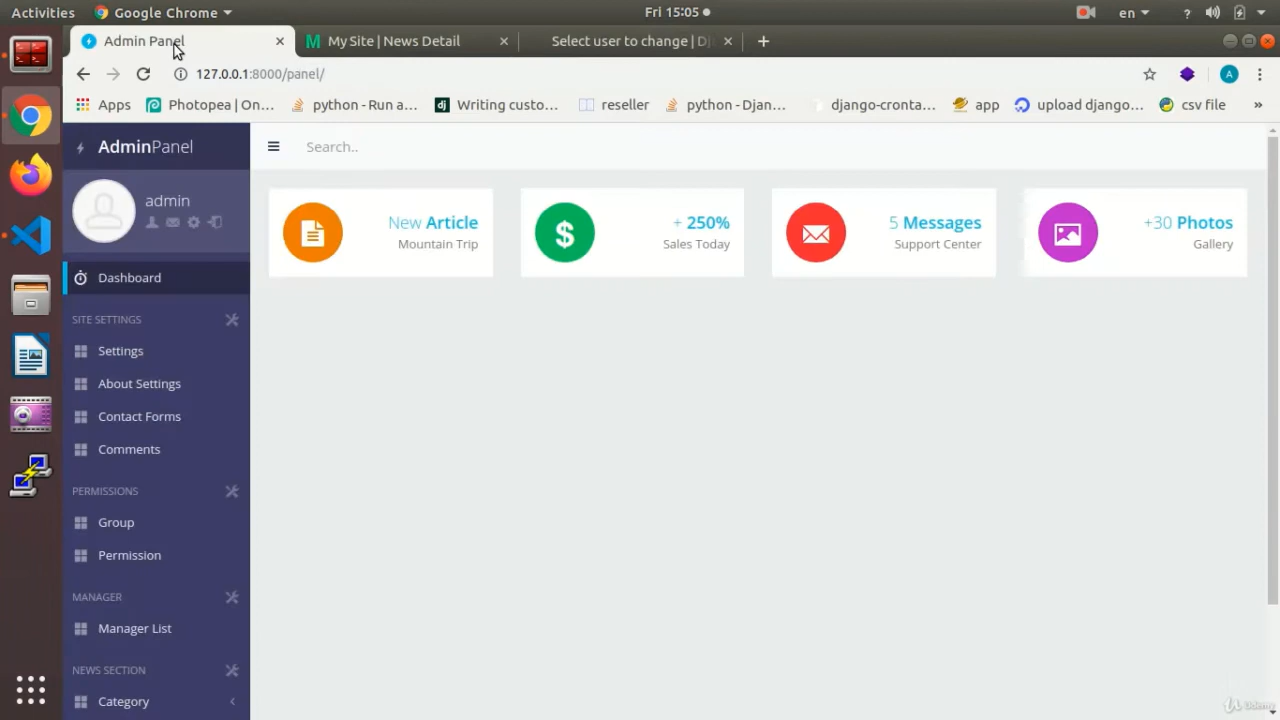 Activities Google Chrome Fri 15:05 en ?
Admin Panel My Site | News Detail Select user to change | Dj
127.0.0.1:8000/panel/ A
Apps Photopea | On... python - Run a... dj Writing custo... reseller python - Djan... django-cronta... app upload django... csv file »
AdminPanel Search..
admin
New Article
Mountain Trip
+ 250%
Sales Today
5 Messages
Support Center
+30 Photos
Gallery
Dashboard
SITE SETTINGS
Settings
About Settings
Contact Forms
Comments
PERMISSIONS
Group
Permission
MANAGER
Manager List
NEWS SECTION
Category
Udemy